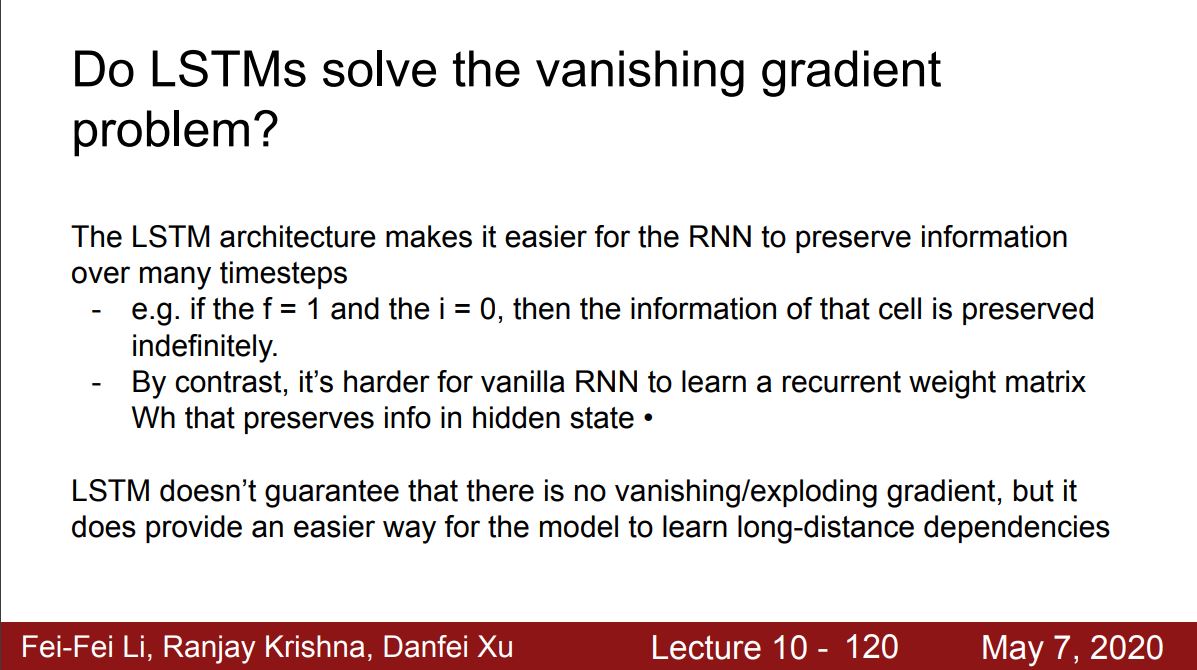 Do LSTMs solve the vanishing gradient
problem?
The LSTM architecture makes it easier for the RNN to preserve information
over many timesteps
- e.g. if the f = 1 and the i = 0, then the information of that cell is preserved
indefinitely.
- By contrast, it’s harder for vanilla RNN to learn a recurrent weight matrix
Wh that preserves info in hidden state •
LSTM doesn’t guarantee that there is no vanishing/exploding gradient, but it
does provide an easier way for the model to learn long-distance dependencies
Fei-Fei Li, Ranjay Krishna, Danfei Xu Lecture 10 - 120 May 7, 2020